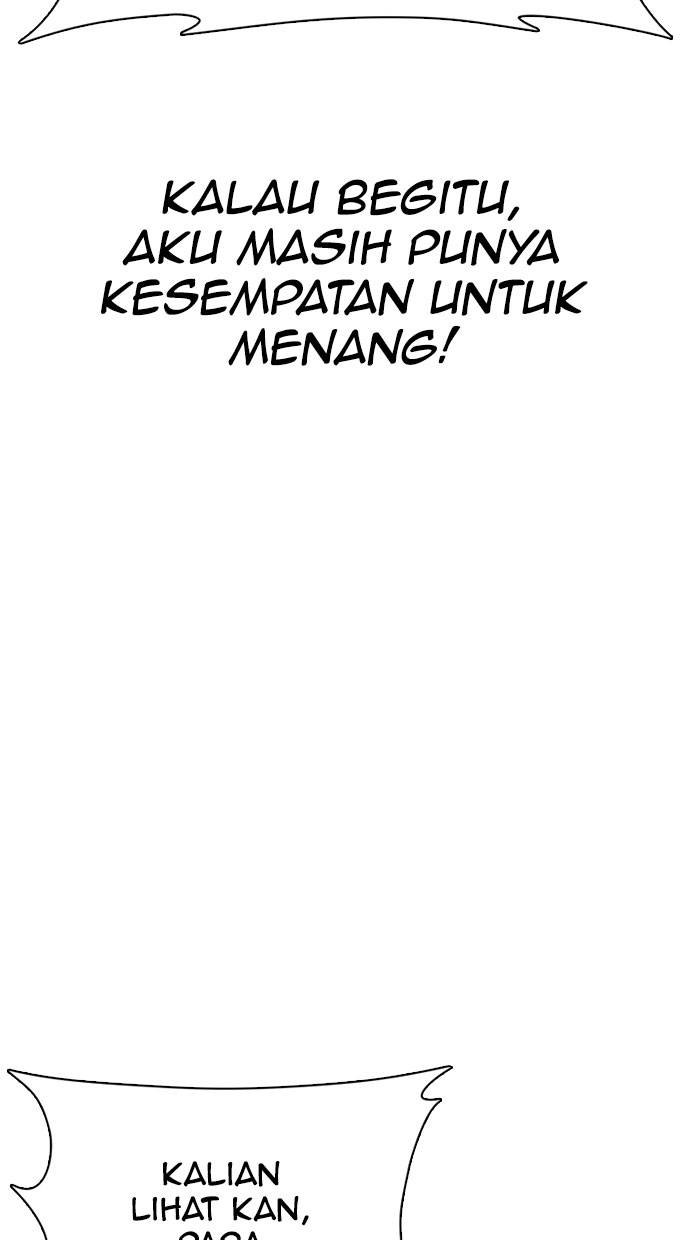 KALAU BEGITU,
AKU MASIH PUNYA
KESEMPATAN UNTUK
MENANG!
KALIAN
LIHAT KAN,